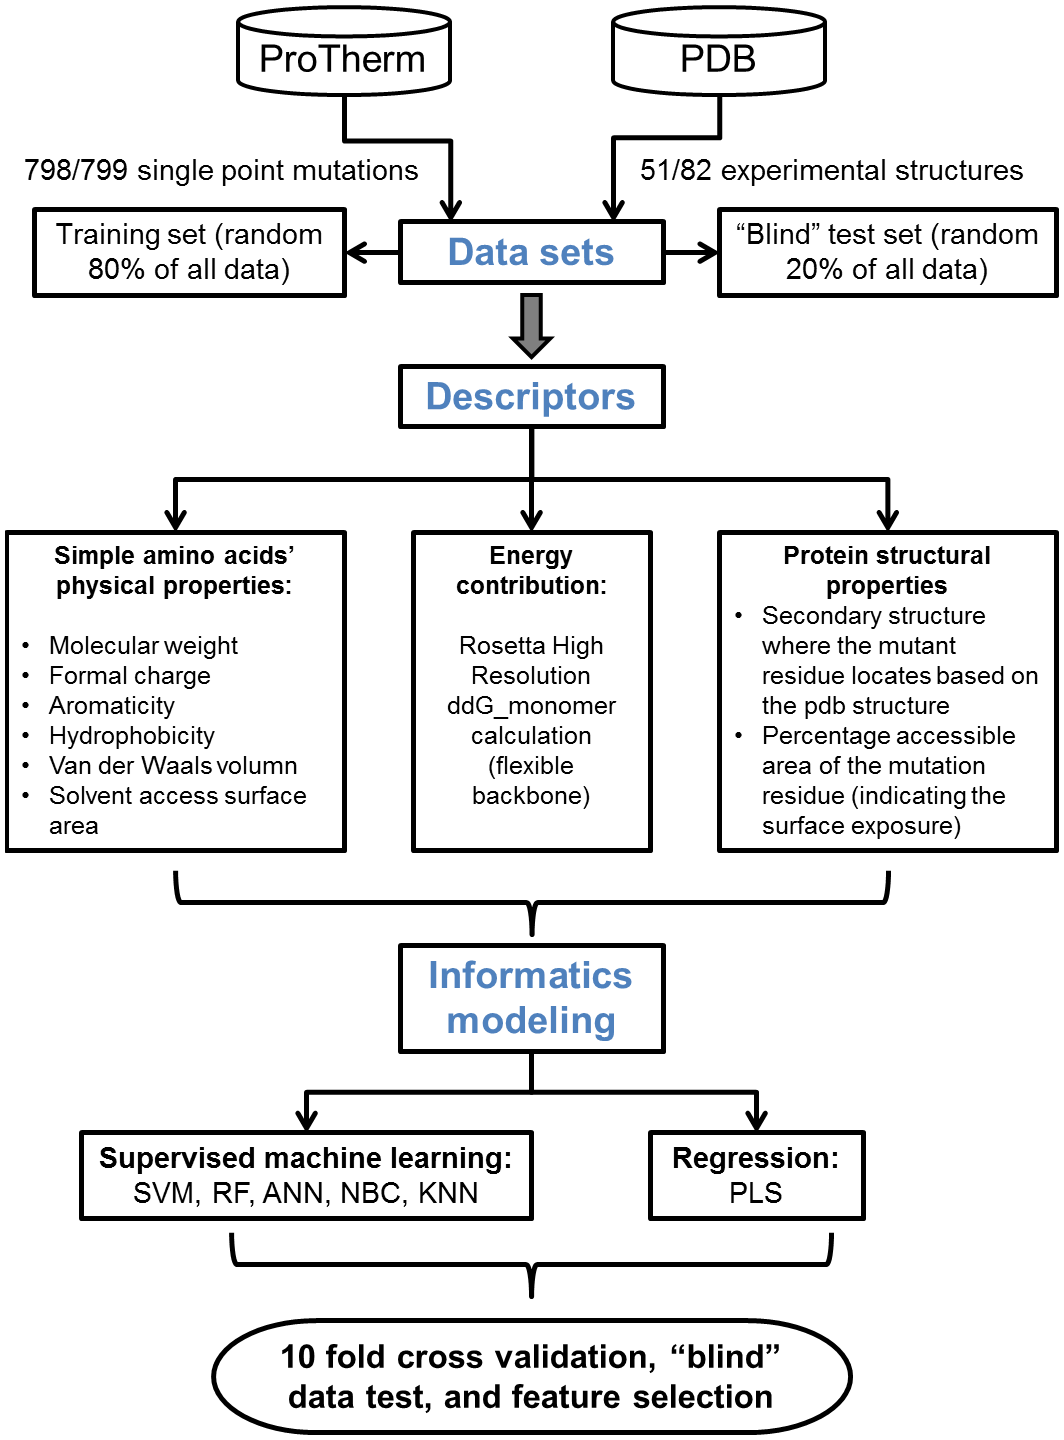 ProTherm
PDB
798/799 single point mutations
51/82 experimental structures
Training set (random
80% of all data)
Data sets
“Blind” test set (random
20% of all data)
Descriptors
Simple amino acids’
physical properties:
• Molecular weight
• Formal charge
• Aromaticity
• Hydrophobicity
• Van der Waals volumn
• Solvent access surface
area
Energy
contribution:
Rosetta High
Resolution
ddG_monomer
calculation
(flexible
backbone)
Protein structural
properties
• Secondary structure
where the mutant
residue locates based on
the pdb structure
• Percentage accessible
area of the mutation
residue (indicating the
surface exposure)
Informatics
modeling
Supervised machine learning:
SVM, RF, ANN, NBC, KNN
Regression:
PLS
10 fold cross validation, “blind”
data test, and feature selection